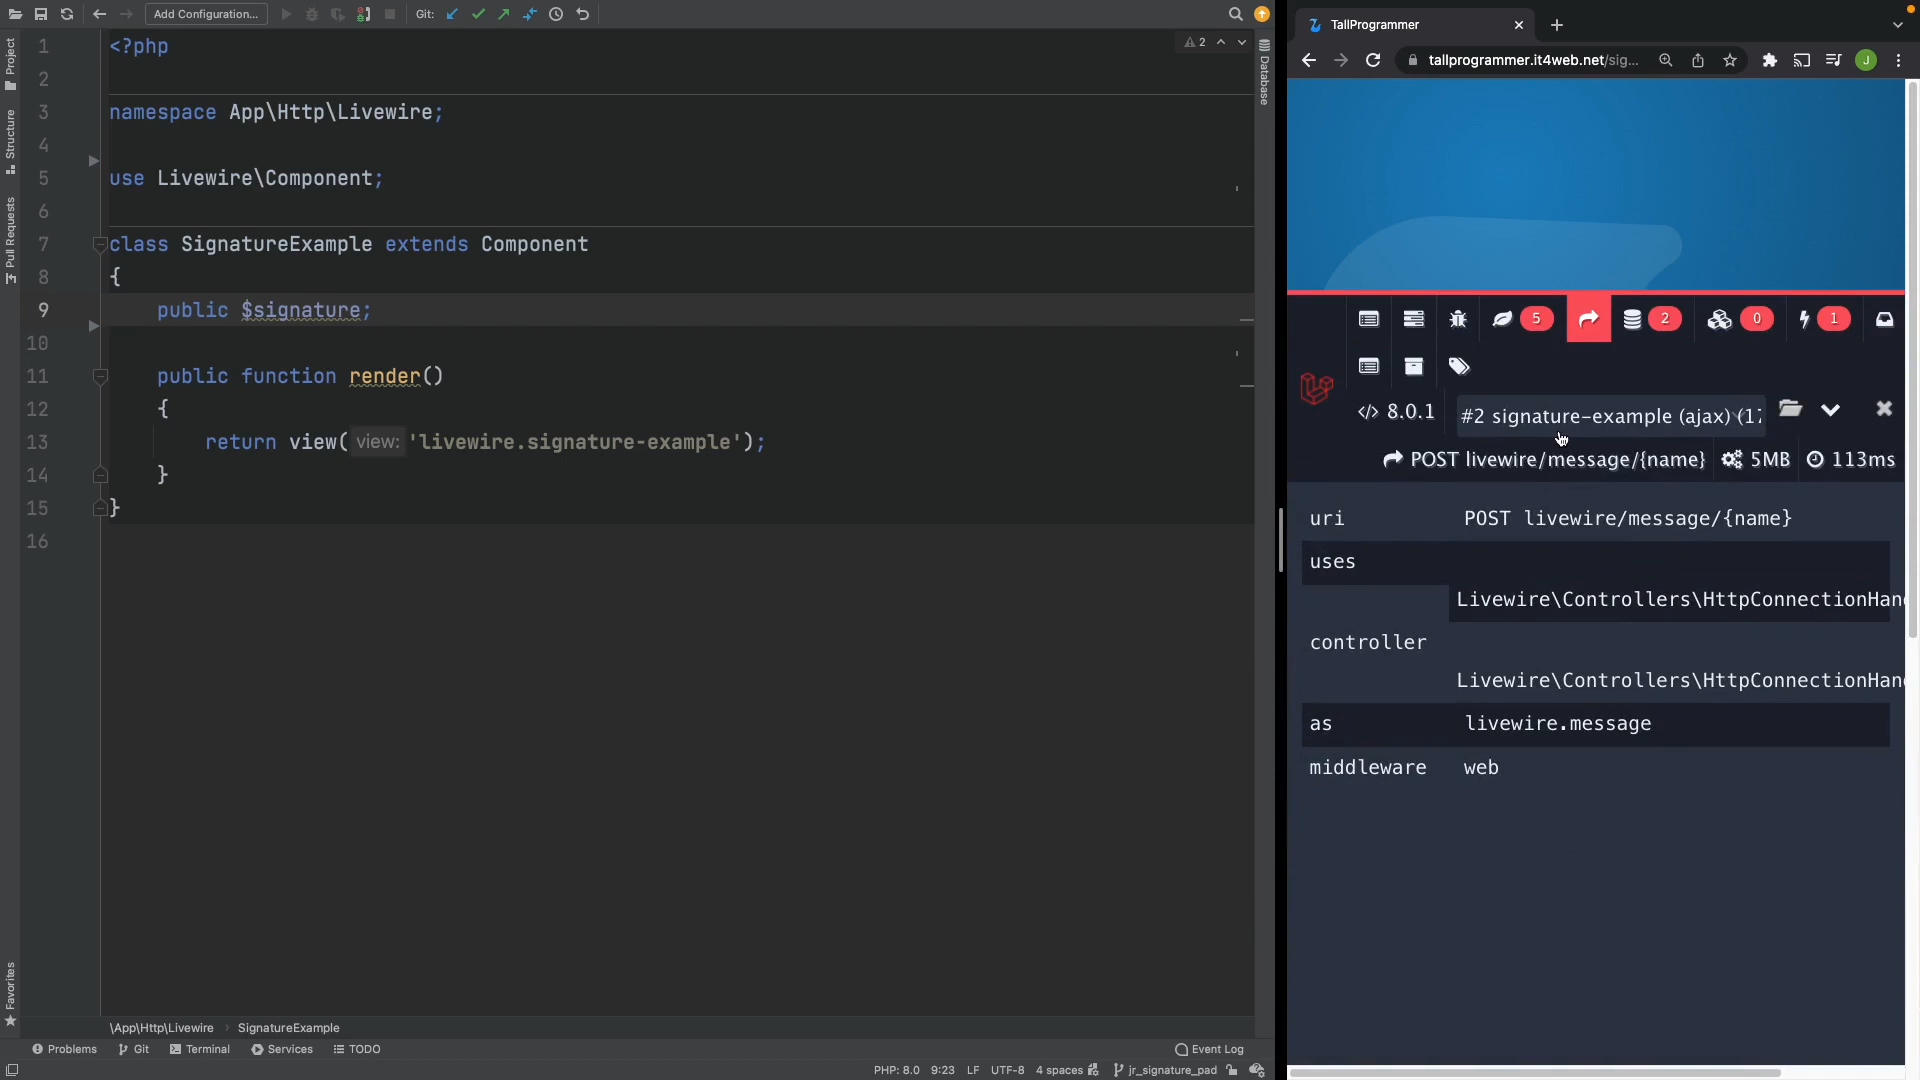 Add Configuration...
Git:
Project
Structure
Pull Requests
Favorites
Database
2
1 <?php
2
3 namespace App\Http\Livewire;
4
5 use Livewire\Component;
6
7 class SignatureExample extends Component
8 {
9 public $signature;
10
11 public function render()
12 {
13 return view( view: 'livewire.signature-example');
14 }
15 }
16
\App\Http\Livewire › SignatureExample
Problems Git Terminal Services TODO Event Log
PHP: 8.0 9:23 LF UTF-8 4 spaces jr_signature_pad
TallProgrammer
tallprogrammer.it4web.net/sig...
J
5 2 0 1
</> 8.0.1 #2 signature-example (ajax) (17
POST livewire/message/{name} 5MB 113ms
uri POST livewire/message/{name}
uses
Livewire\Controllers\HttpConnectionHan
controller
Livewire\Controllers\HttpConnectionHan
as livewire.message
middleware web